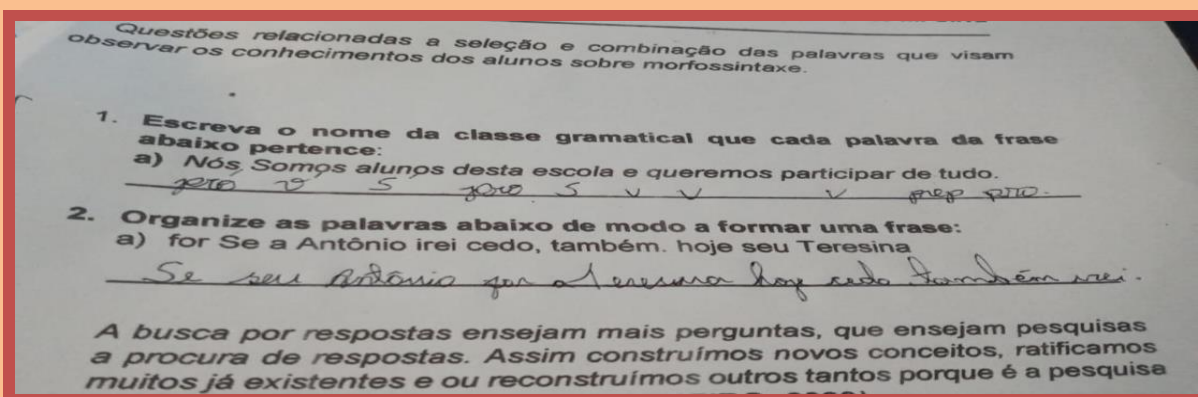 Questões relacionadas a seleção e combinação das palavras que visam
observar os conhecimentos dos alunos sobre morfossintaxe.
1. Escreva o nome da classe gramatical que cada palavra da frase
abaixo pertence:
a) Nós, Somos alunos desta escola e queremos participar de tudo.
v S S v v v prep pro.
2. Organize as palavras abaixo de modo a formar uma frase:
a) for Se a Antônio irei cedo, também. hoje seu Teresina
Se seu Antônio for a Teresina hoje cedo também irei.
A busca por respostas ensejam mais perguntas, que ensejam pesquisas
a procura de respostas. Assim construímos novos conceitos, ratificamos
muitos já existentes e ou reconstruímos outros tantos porque é a pesquisa